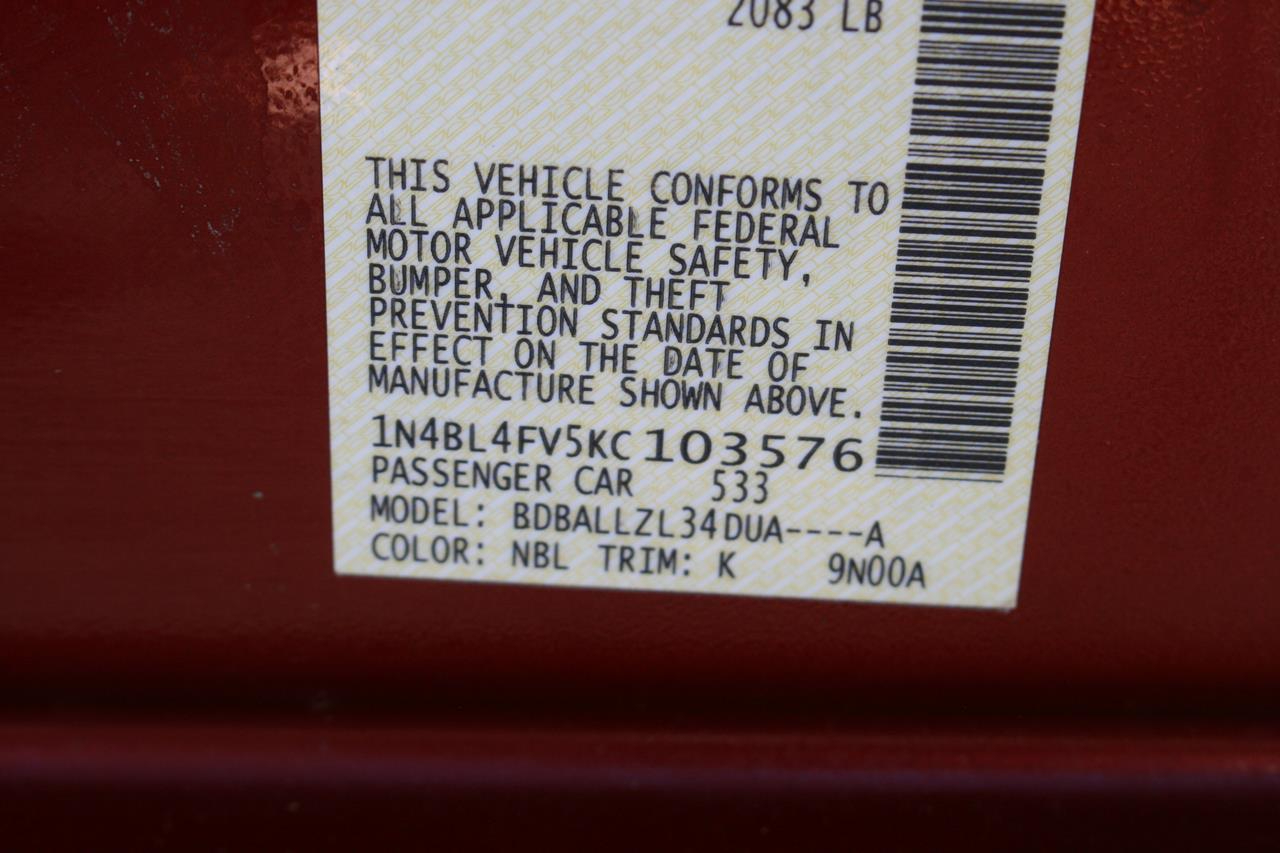 2083 LB
THIS VEHICLE CONFORMS TO
ALL APPLICABLE FEDERAL
MOTOR VEHICLE SAFETY,
BUMPER, AND THEFT
PREVENTION STANDARDS IN
EFFECT ON THE DATE OF
MANUFACTURE SHOWN ABOVE.
1N4BL4FV5KC103576
PASSENGER CAR 533
MODEL: BDBALLZL34DUA----A
COLOR: NBL TRIM: K 9N00A